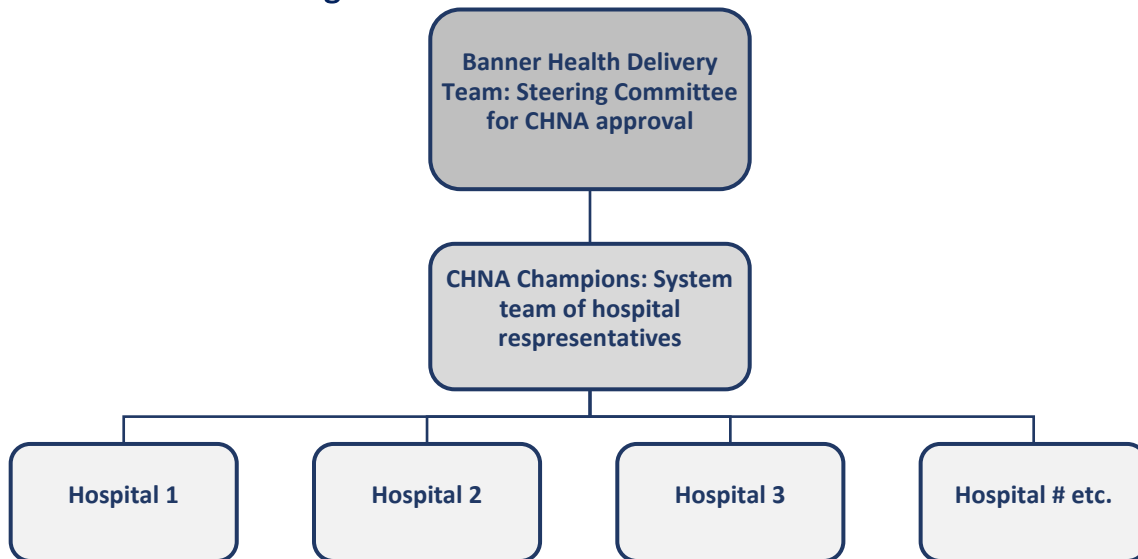 Banner Health Delivery
Team: Steering Committee
for CHNA approval
CHNA Champions: System
team of hospital
respresentatives
Hospital 1
Hospital 2
Hospital 3
Hospital # etc.